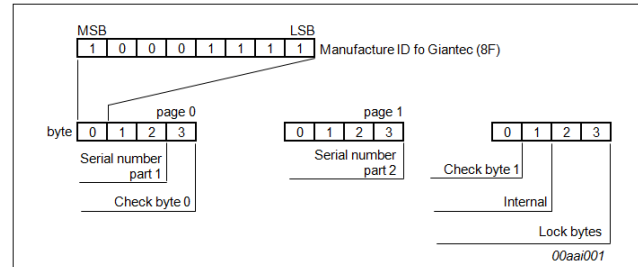 MSB LSB
1 0 0 0 1 1 1 1 Manufacture ID fo Giantec (8F)
page 0 page 1
byte 0 1 2 3 0 1 2 3 0 1 2 3
Serial number
part 1
Serial number
part 2
Check byte 1
Check byte 0
Internal
Lock bytes
00aai001